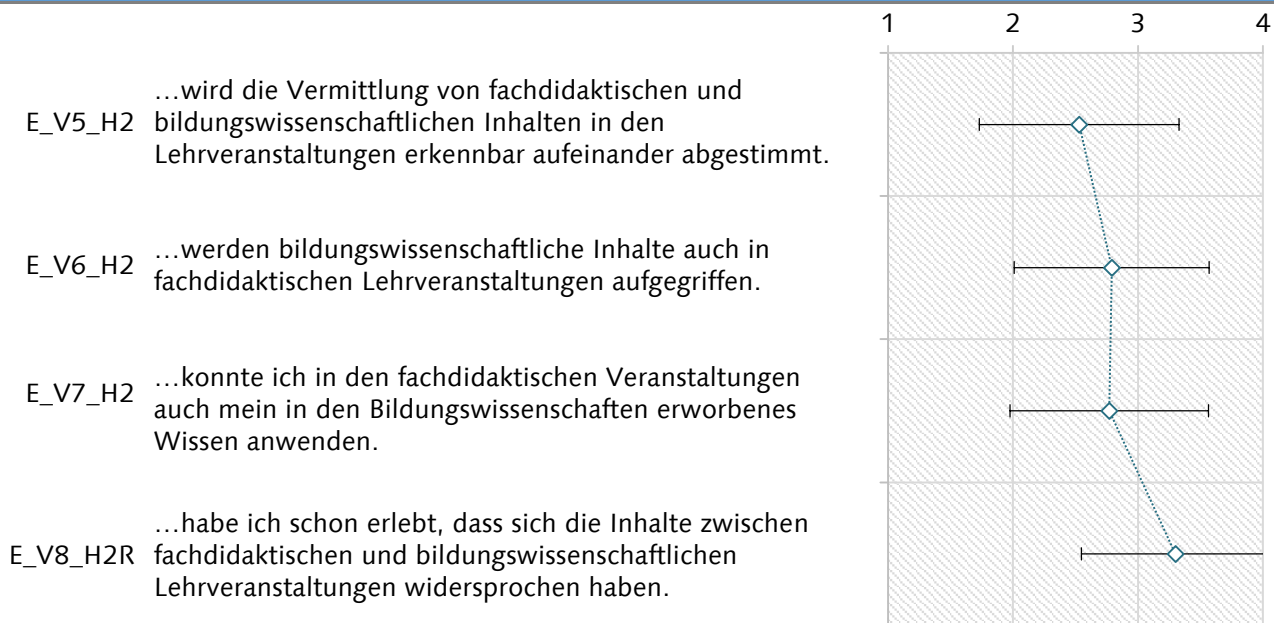 1 2 3 4
…wird die Vermittlung von fachdidaktischen und
E_V5_H2 bildungswissenschaftlichen Inhalten in den
Lehrveranstaltungen erkennbar aufeinander abgestimmt.
E_V6_H2 …werden bildungswissenschaftliche Inhalte auch in
fachdidaktischen Lehrveranstaltungen aufgegriffen.
E_V7_H2 …konnte ich in den fachdidaktischen Veranstaltungen
auch mein in den Bildungswissenschaften erworbenes
Wissen anwenden.
…habe ich schon erlebt, dass sich die Inhalte zwischen
E_V8_H2R fachdidaktischen und bildungswissenschaftlichen
Lehrveranstaltungen widersprochen haben.